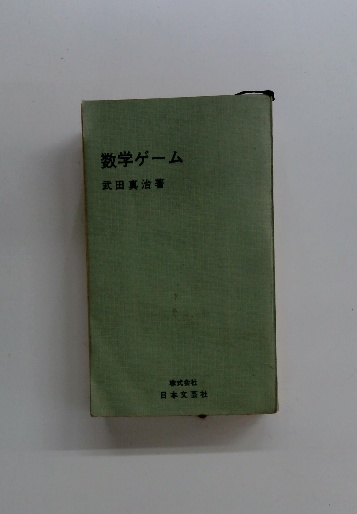 数学ゲーム
武田真治著
株式会社
日本文芸社